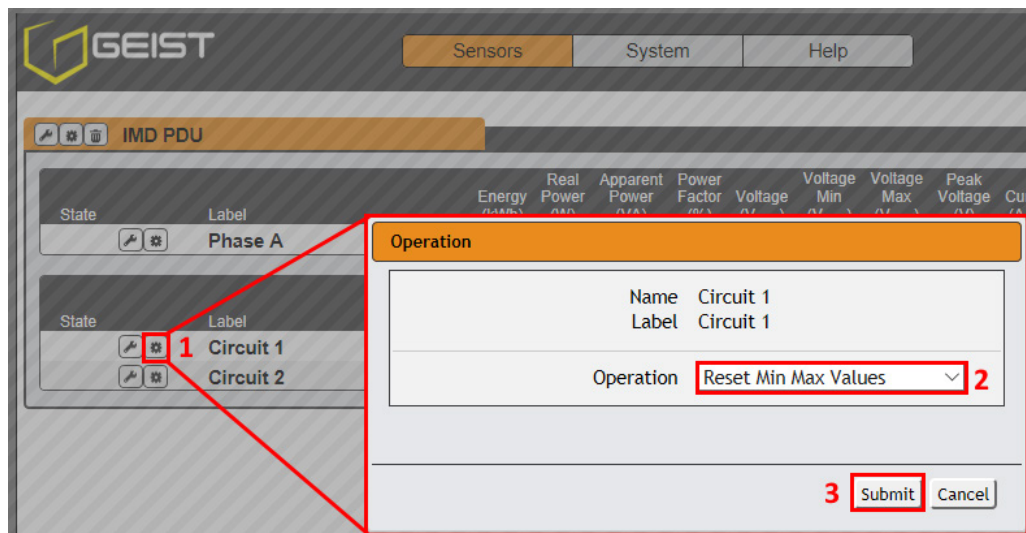 GEIST
Sensors System Help
IMD PDU
Real Apparent Power Voltage Voltage Peak
Energy Power Power Factor Voltage Min Max Voltage
State Label
Phase A
Operation
Name Circuit 1
Label Circuit 1
State Label
1 Circuit 1
Circuit 2
Operation Reset Min Max Values 2
3 Submit Cancel